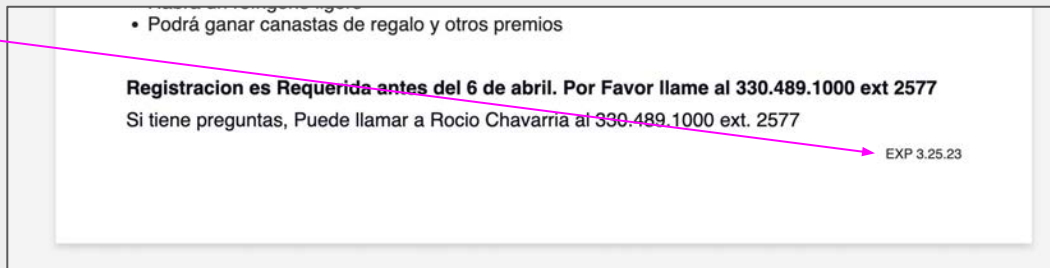 • Podrá ganar canastas de regalo y otros premios
Registracion es Requerida antes del 6 de abril. Por Favor llame al 330.489.1000 ext 2577
Si tiene preguntas, Puede llamar a Rocio Chavarria al 330.489.1000 ext. 2577
EXP 3.25.23